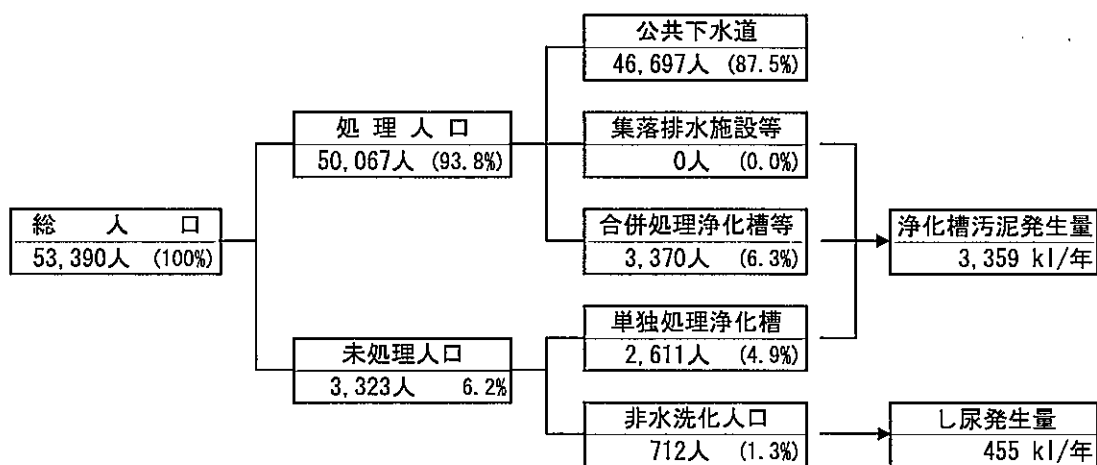 公共下水道
46,697人 (87.5%)
処 理 人 口
50,067人 (93.8%)
集落排水施設等
0人 (0.0%)
総 人 口
53,390人 (100%)
合併処理浄化槽等
3,370人 (6.3%)
浄化槽汚泥発生量
3,359 kl/年
未処理人口
3,323人 6.2%
単独処理浄化槽
2,611人 (4.9%)
非水洗化人口
712人 (1.3%)
し尿発生量
455 kl/年